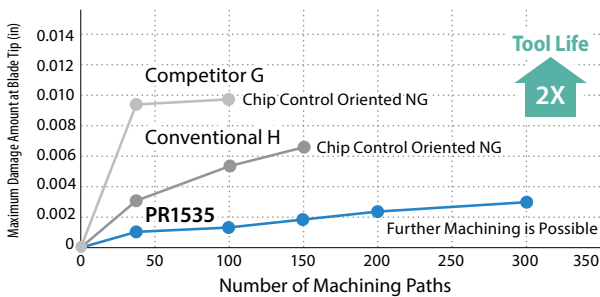 Maximum Damage Amount at Blade Tip (in)
0.014
0.012
0.010
0.008
0.006
0.004
0.002
0
Tool Life
2X
Competitor G
Chip Control Oriented NG
Conventional H
Chip Control Oriented NG
PR1535
Further Machining is Possible
0 50 100 150 200 250 300 350
Number of Machining Paths